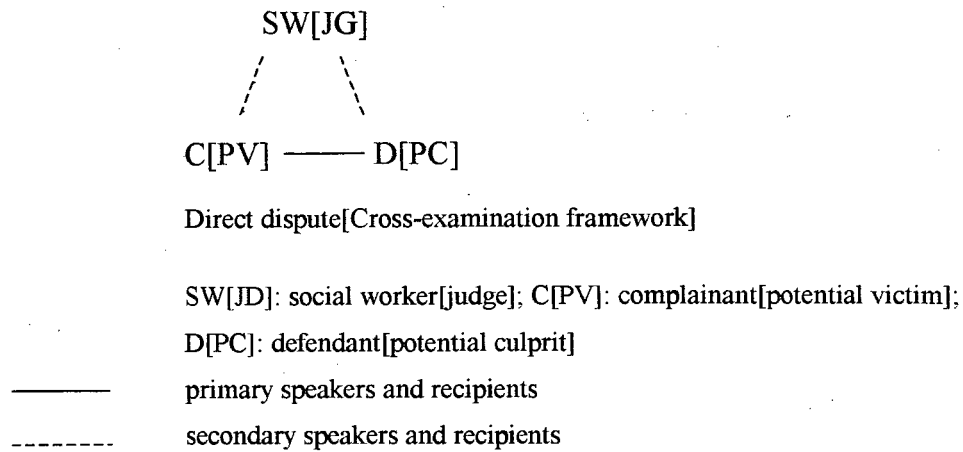 SW[JG]
C[PV] D[PC]
Direct dispute[Cross-examination framework]
SW[JD]: social worker[judge]; C[PV]: complainant[potential victim];
D[PC]: defendant[potential culprit]
primary speakers and recipients
secondary speakers and recipients